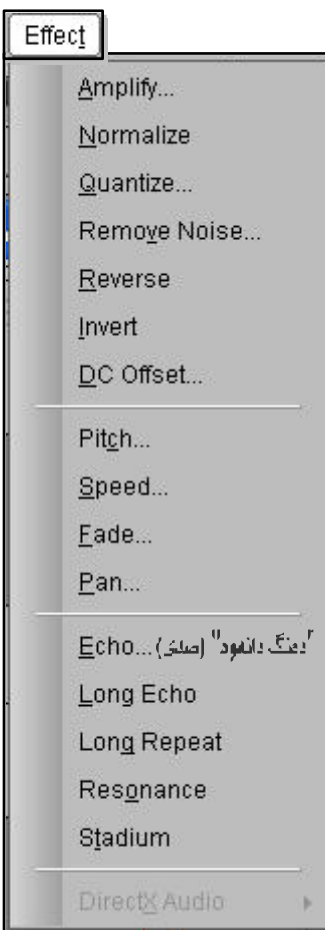 Effect
Amplify...
Normalize
Quantize...
Remove Noise...
Reverse
Invert
DC Offset...
Pitch...
Speed...
Fade...
Pan...
Echo...
Long Echo
Long Repeat
Resonance
Stadium
DirectX Audio